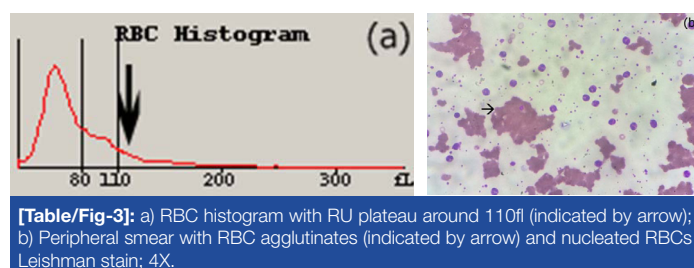 RBC Histogram
(a)
(b
80 110 200 300 fL
[Table/Fig-3]: a) RBC histogram with RU plateau around 110fl (indicated by arrow);
b) Peripheral smear with RBC agglutinates (indicated by arrow) and nucleated RBCs
Leishman stain; 4X.